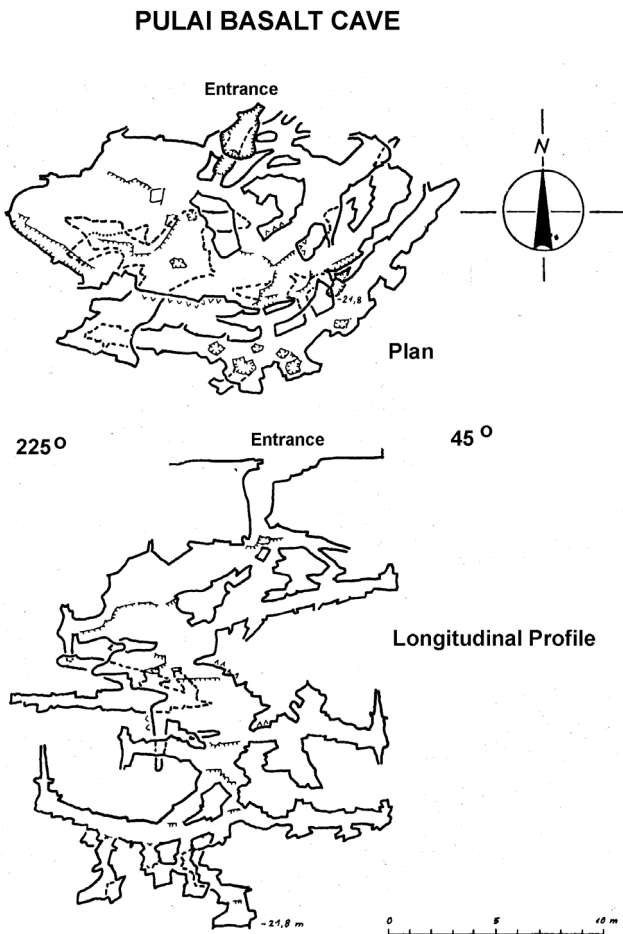 PULAI BASALT CAVE
Entrance
N
-21,8
Plan
225°
Entrance
45°
Longitudinal Profile
-21,8 m
0 5 10 m